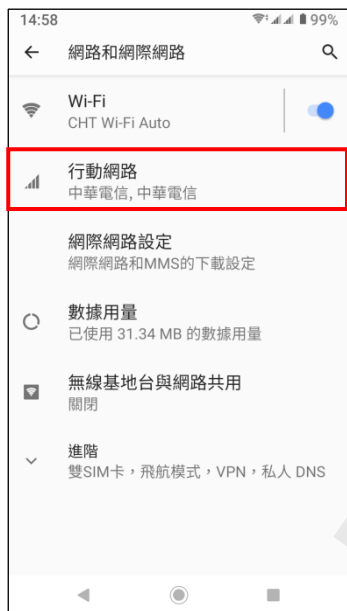 14:58
99%
網路和網際網路
Wi-Fi
CHT Wi-Fi Auto
行動網路
中華電信, 中華電信
網際網路設定
網際網路和MMS的下載設定
數據用量
已使用 31.34 MB 的數據用量
無線基地台與網路共用
關閉
進階
雙SIM卡，飛航模式，VPN，私人 DNS